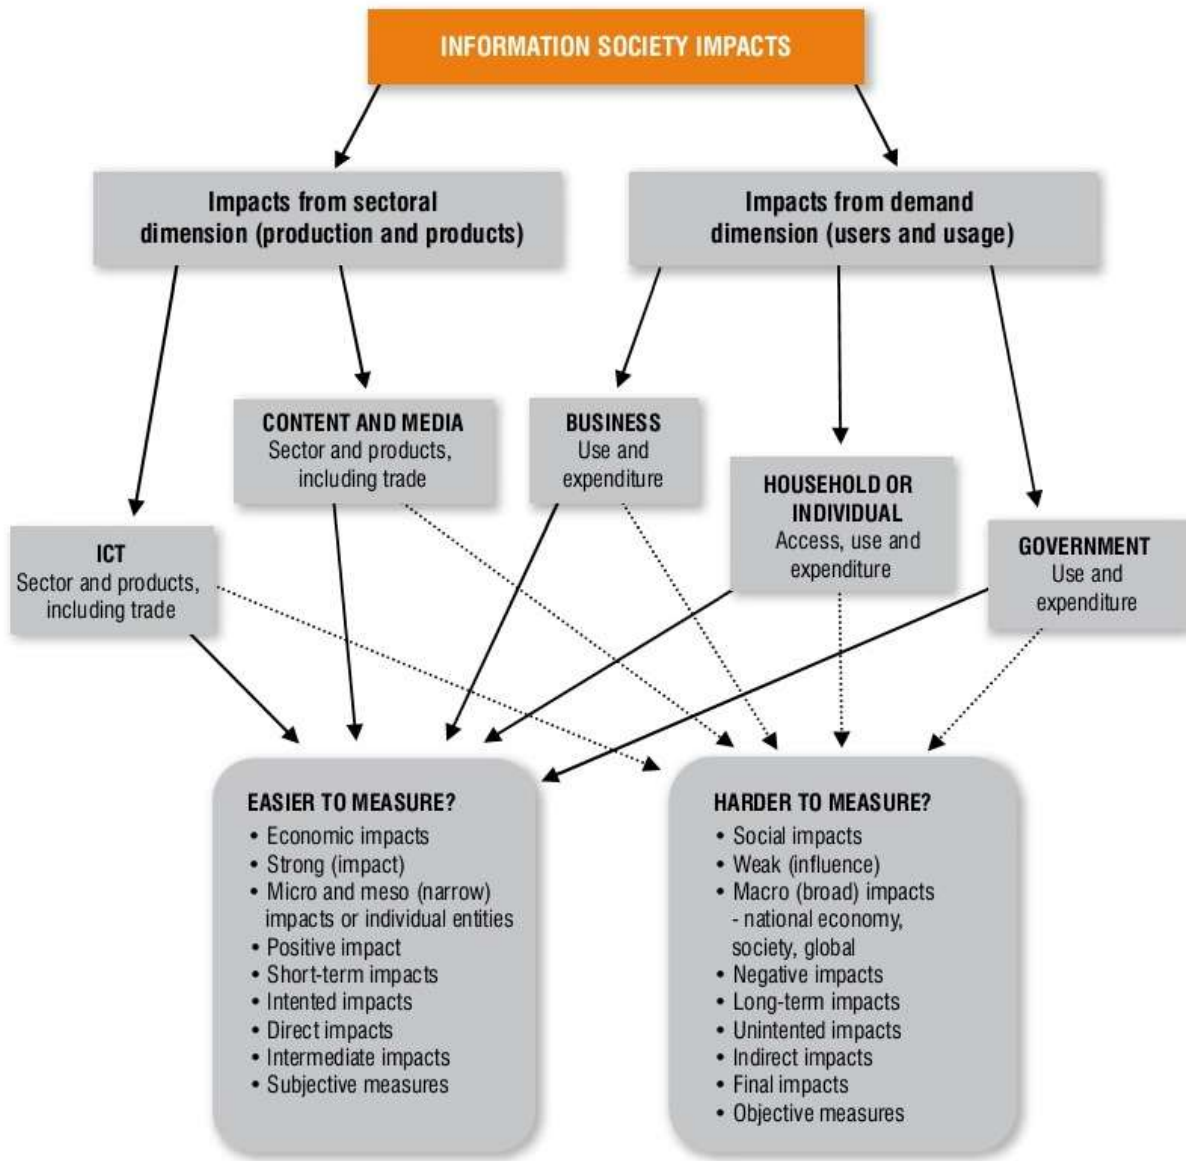 INFORMATION SOCIETY IMPACTS
Impacts from sectoral
dimension (production and products)
Impacts from demand
dimension (users and usage)
CONTENT AND MEDIA
Sector and products,
including trade
BUSINESS
Use and
expenditure
HOUSEHOLD OR
INDIVIDUAL
Access, use and
expenditure
ICT
Sector and products,
including trade
GOVERNMENT
Use and
expenditure
EASIER TO MEASURE?
• Economic impacts
• Strong (impact)
• Micro and meso (narrow)
impacts or individual entities
• Positive impact
• Short-term impacts
• Intented impacts
• Direct impacts
• Intermediate impacts
• Subjective measures
HARDER TO MEASURE?
• Social impacts
• Weak (influence)
• Macro (broad) impacts
- national economy,
society, global
• Negative impacts
• Long-term impacts
• Unintented impacts
• Indirect impacts
• Final impacts
• Objective measures